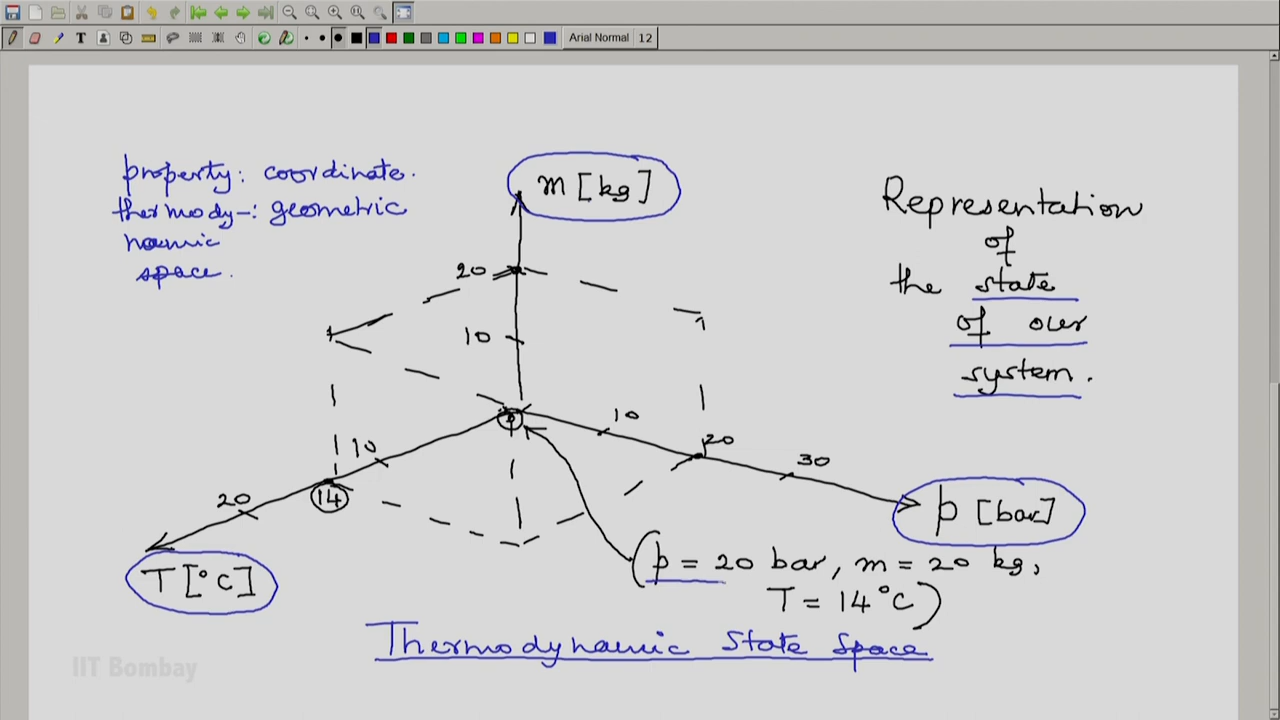 Arial Normal 12
property: coordinate.
thermody-: geometric
namic
space.
m [kg]
Representation
of
the state
of our
system.
20
10
10
20
30
10
14
20
p [bar]
T [°C]
(p = 20 bar, m = 20 kg,
T = 14°C)
Thermodynamic State Space
IIT Bombay